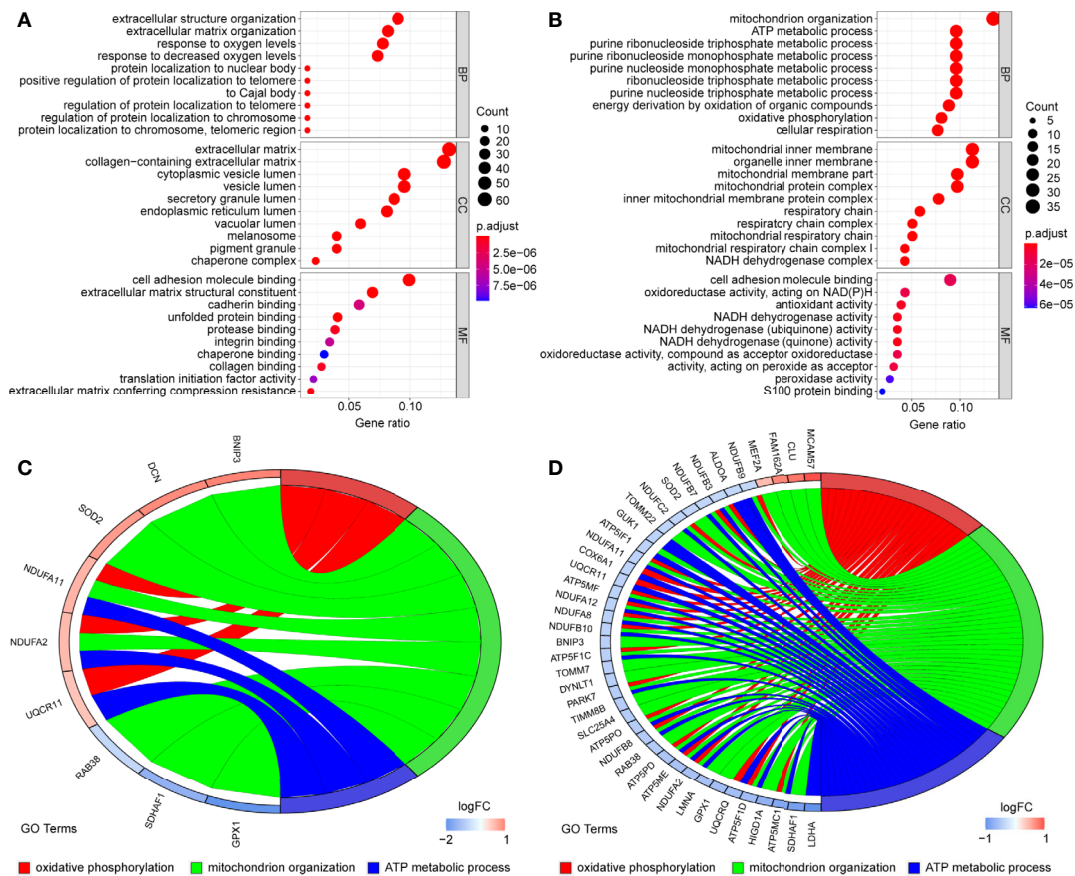 A
extracellular structure organization
extracellular matrix organization
response to oxygen levels
response to decreased oxygen levels
protein localization to nuclear body
positive regulation of protein localization to telomere
to Cajal body
regulation of protein localization to telomere
regulation of protein localization to chromosome
protein localization to chromosome, telomeric region
BP
extracellular matrix
collagen-containing extracellular matrix
cytoplasmic vesicle lumen
vesicle lumen
secretory granule lumen
endoplasmic reticulum lumen
vacuolar lumen
melanosome
pigment granule
chaperone complex
CC
cell adhesion molecule binding
extracellular matrix structural constituent
cadherin binding
unfolded protein binding
protease binding
integrin binding
chaperone binding
collagen binding
translation initiation factor activity
extracellular matrix conferring compression resistance
MF
0.05 0.10
Gene ratio
Count
10
20
30
40
50
60
p.adjust
2.5e-06
5.0e-06
7.5e-06
B
mitochondrion organization
ATP metabolic process
purine ribonucleoside triphosphate metabolic process
purine ribonucleoside monophosphate metabolic process
purine nucleoside monophosphate metabolic process
ribonucleoside triphosphate metabolic process
purine nucleoside triphosphate metabolic process
energy derivation by oxidation of organic compounds
oxidative phosphorylation
cellular respiration
BP
mitochondrial inner membrane
organelle inner membrane
mitochondrial membrane part
mitochondrial protein complex
inner mitochondrial membrane protein complex
respiratory chain
respiratcry chain complex
mitochondrial respiratory chain
mitochondrial respiratory chain complex I
NADH dehydrogenase complex
CC
cell adhesion molecule binding
oxidoreductase activity, acting on NAD(P)H
antioxidant activity
NADH dehydrogenase activity
NADH dehydrogenase (ubiquinone) activity
NADH dehydrogenase (quinone) activity
oxidoreductase activity, compound as acceptor oxidoreductase
activity, acting on peroxide as acceptor
peroxidase activity
S100 protein binding
MF
0.05 0.10
Gene ratio
Count
5
10
15
20
25
30
35
p.adjust
2e-05
4e-05
6e-05
C
BNIP3
DCN
SOD2
NDUFA11
NDUFA2
UQCR11
RAB38
SDHAF1
GPX1
logFC
-2 1
GO Terms
oxidative phosphorylation mitochondrion organization ATP metabolic process
D
MCAM57
CLU
FAM162A
MEF2A
NDUFB9
ALDOA
NDUFB3
NDUFB7
SOD2
NDUFC2
TOMM22
GUK1
ATP5IF1
NDUFA11
COX6A1
UQCR11
ATP5MF
NDUFA12
NDUFA8
NDUFB10
BNIP3
ATP5F1C
TOMM7
DYNLT1
PARK7
TIMM8B
SLC25A4
ATP5PO
NDUFB8
RAB38
ATP5PD
ATP5ME
NDUFA2
LMNA
GPX1
UQCRQ
ATP5F1D
HIGD1A
ATP5MC1
SDHAF1
LDHA
logFC
-1 1
GO Terms
oxidative phosphorylation mitochondrion organization ATP metabolic process